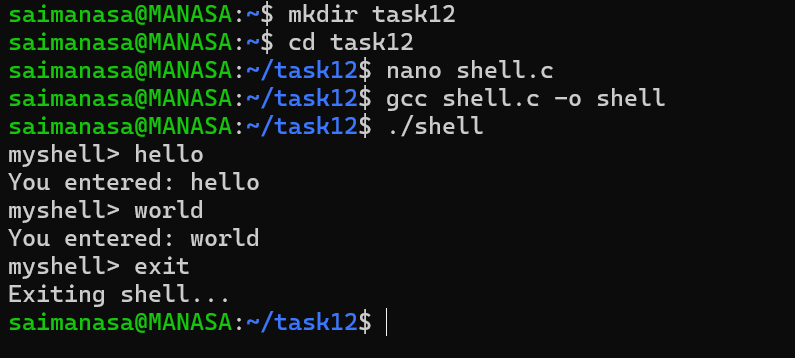 saimanasa@MANASA:~$ mkdir task12
saimanasa@MANASA:~$ cd task12
saimanasa@MANASA:~/task12$ nano shell.c
saimanasa@MANASA:~/task12$ gcc shell.c -o shell
saimanasa@MANASA:~/task12$ ./shell
myshell> hello
You entered: hello
myshell> world
You entered: world
myshell> exit
Exiting shell...
saimanasa@MANASA:~/task12$